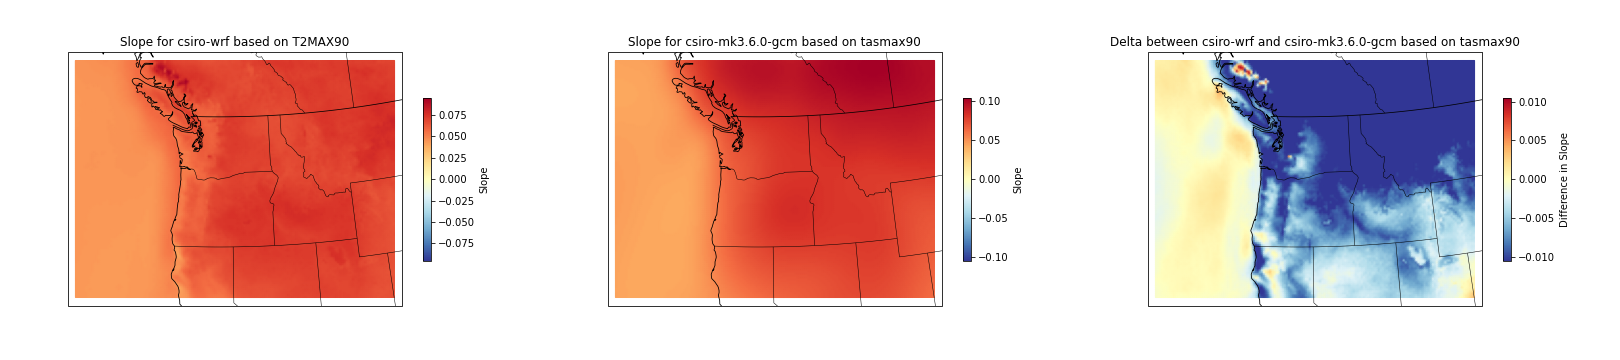 Slope for csiro-wrf based on T2MAX90
0.075
0.050
0.025
0.000
−0.025
−0.050
−0.075
Slope
Slope for csiro-mk3.6.0-gcm based on tasmax90
0.10
0.05
0.00
−0.05
−0.10
Slope
Delta between csiro-wrf and csiro-mk3.6.0-gcm based on tasmax90
0.010
0.005
0.000
−0.005
−0.010
Difference in Slope